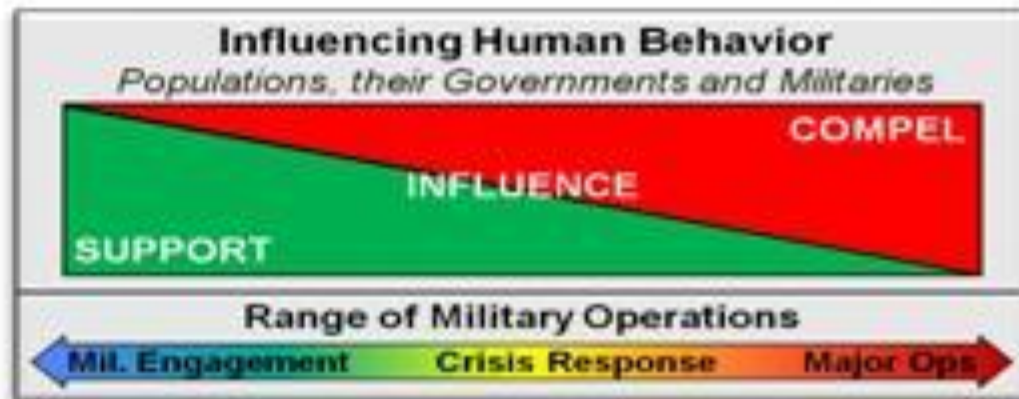 Influencing Human Behavior
Populations, their Governments and Militaries
COMPEL
INFLUENCE
SUPPORT
Range of Military Operations
Mil. Engagement Crisis Response Major Ops